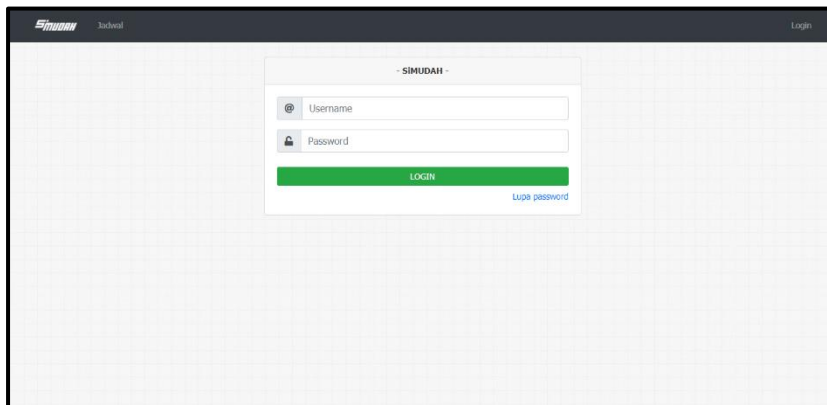 SiMUDAH Jadwal Login
- SiMUDAH -
@ Username
Password
LOGIN
Lupa password